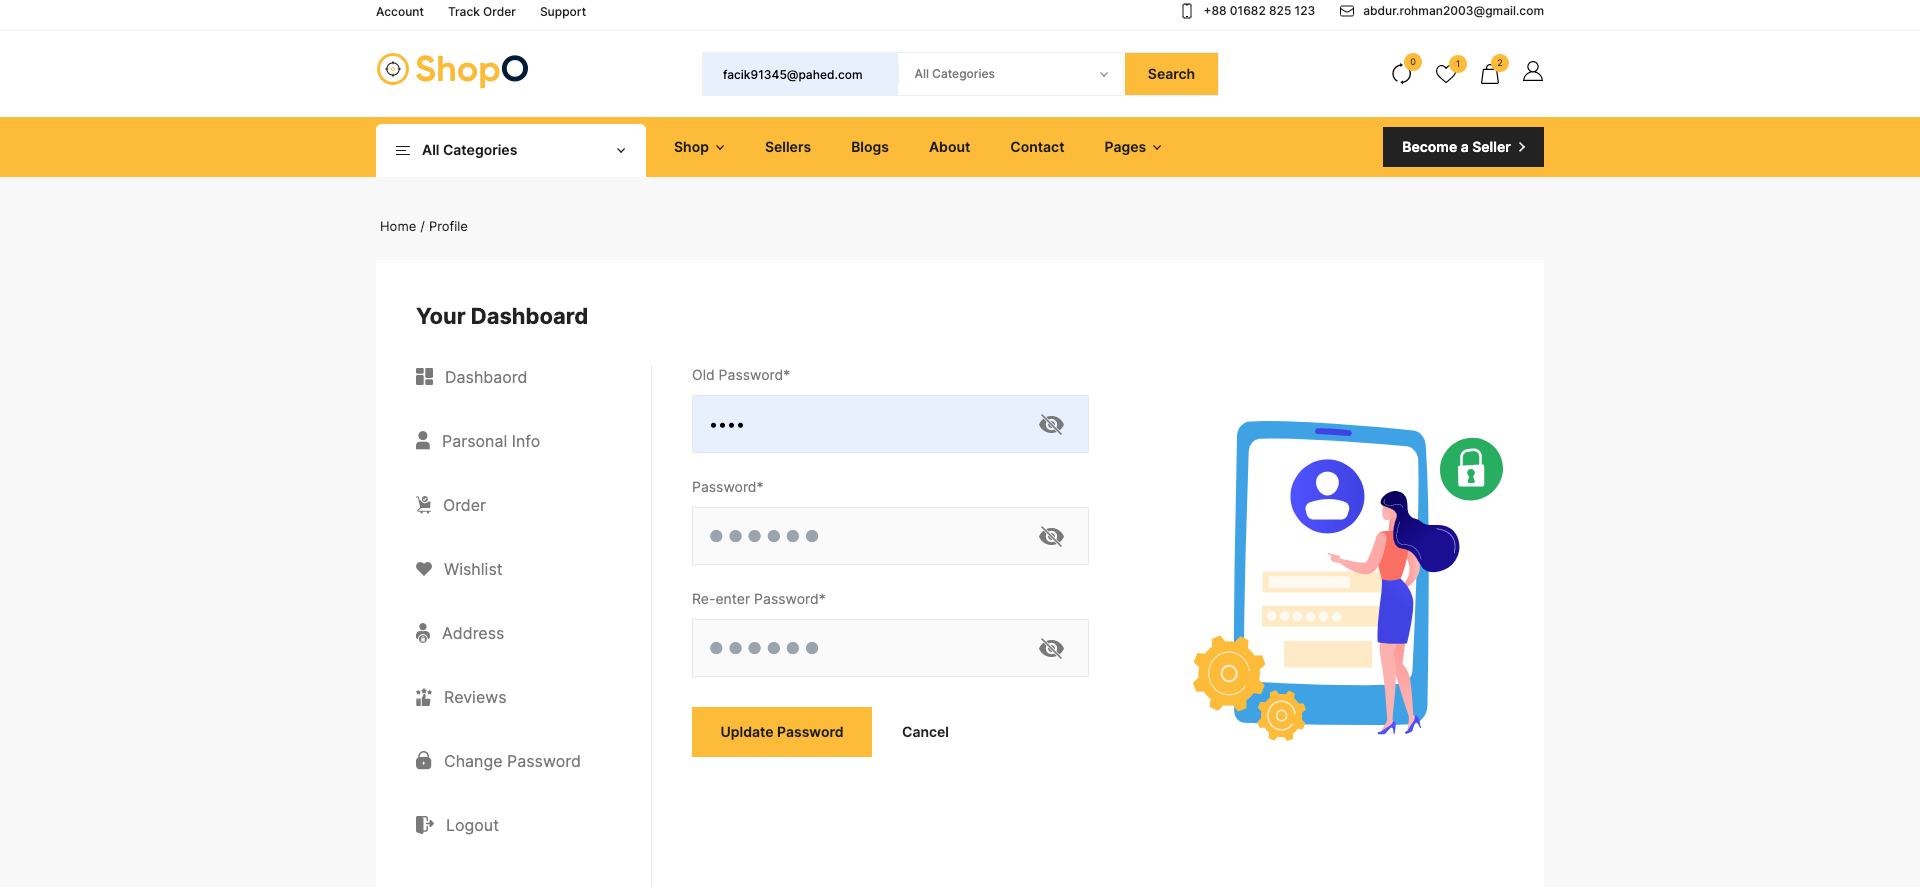 Account Track Order Support +88 01682 825 123 abdur.rohman2003@gmail.com
ShopO facik91345@pahed.com All Categories Search 0 1 2
All Categories Shop Sellers Blogs About Contact Pages Become a Seller
Home / Profile
Your Dashboard
Dashbaord
Parsonal Info
Order
Wishlist
Address
Reviews
Change Password
Logout
Old Password*
Password*
Re-enter Password*
Upldate Password Cancel